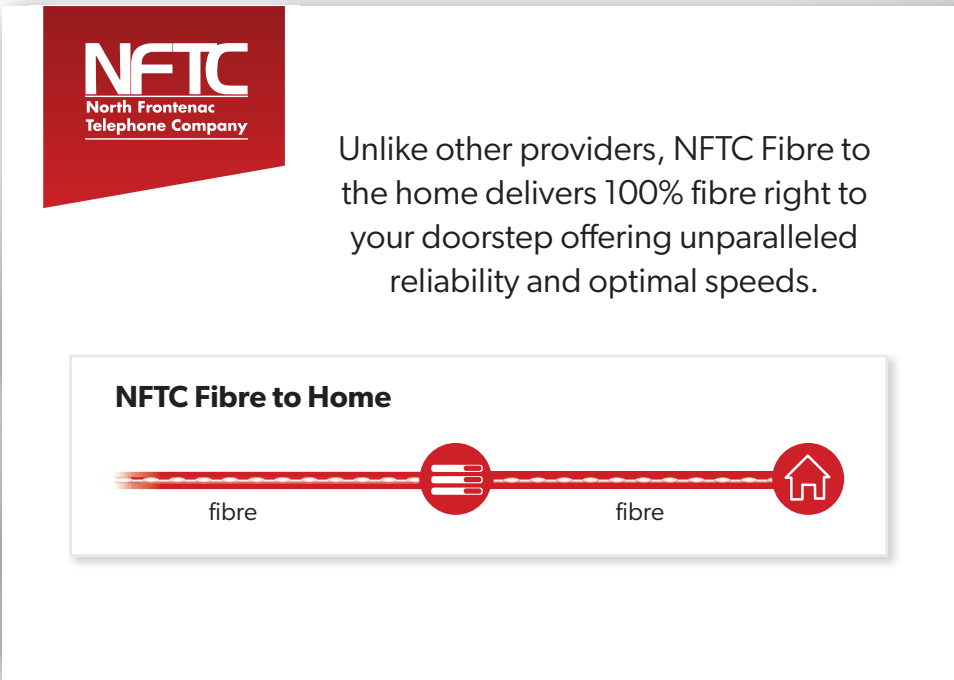 NFTC
North Frontenac
Telephone Company
Unlike other providers, NFTC Fibre to
the home delivers 100% fibre right to
your doorstep offering unparalleled
reliability and optimal speeds.
NFTC Fibre to Home
fibre
fibre